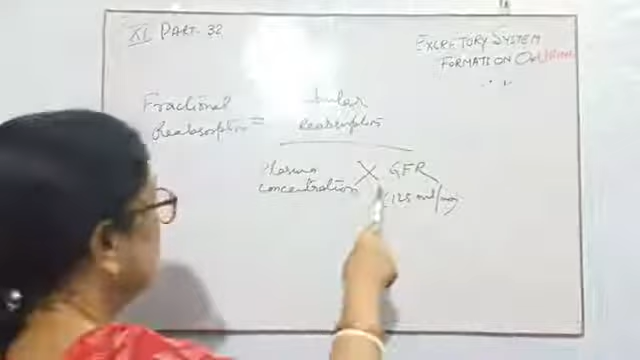 XI PART. 32
EXCRETORY SYSTEM
FORMATION OF URINE
Fractional
Reabsorption =
Tubular
Reabsorption
Plasma
concentration X GFR
(125 ml/min)